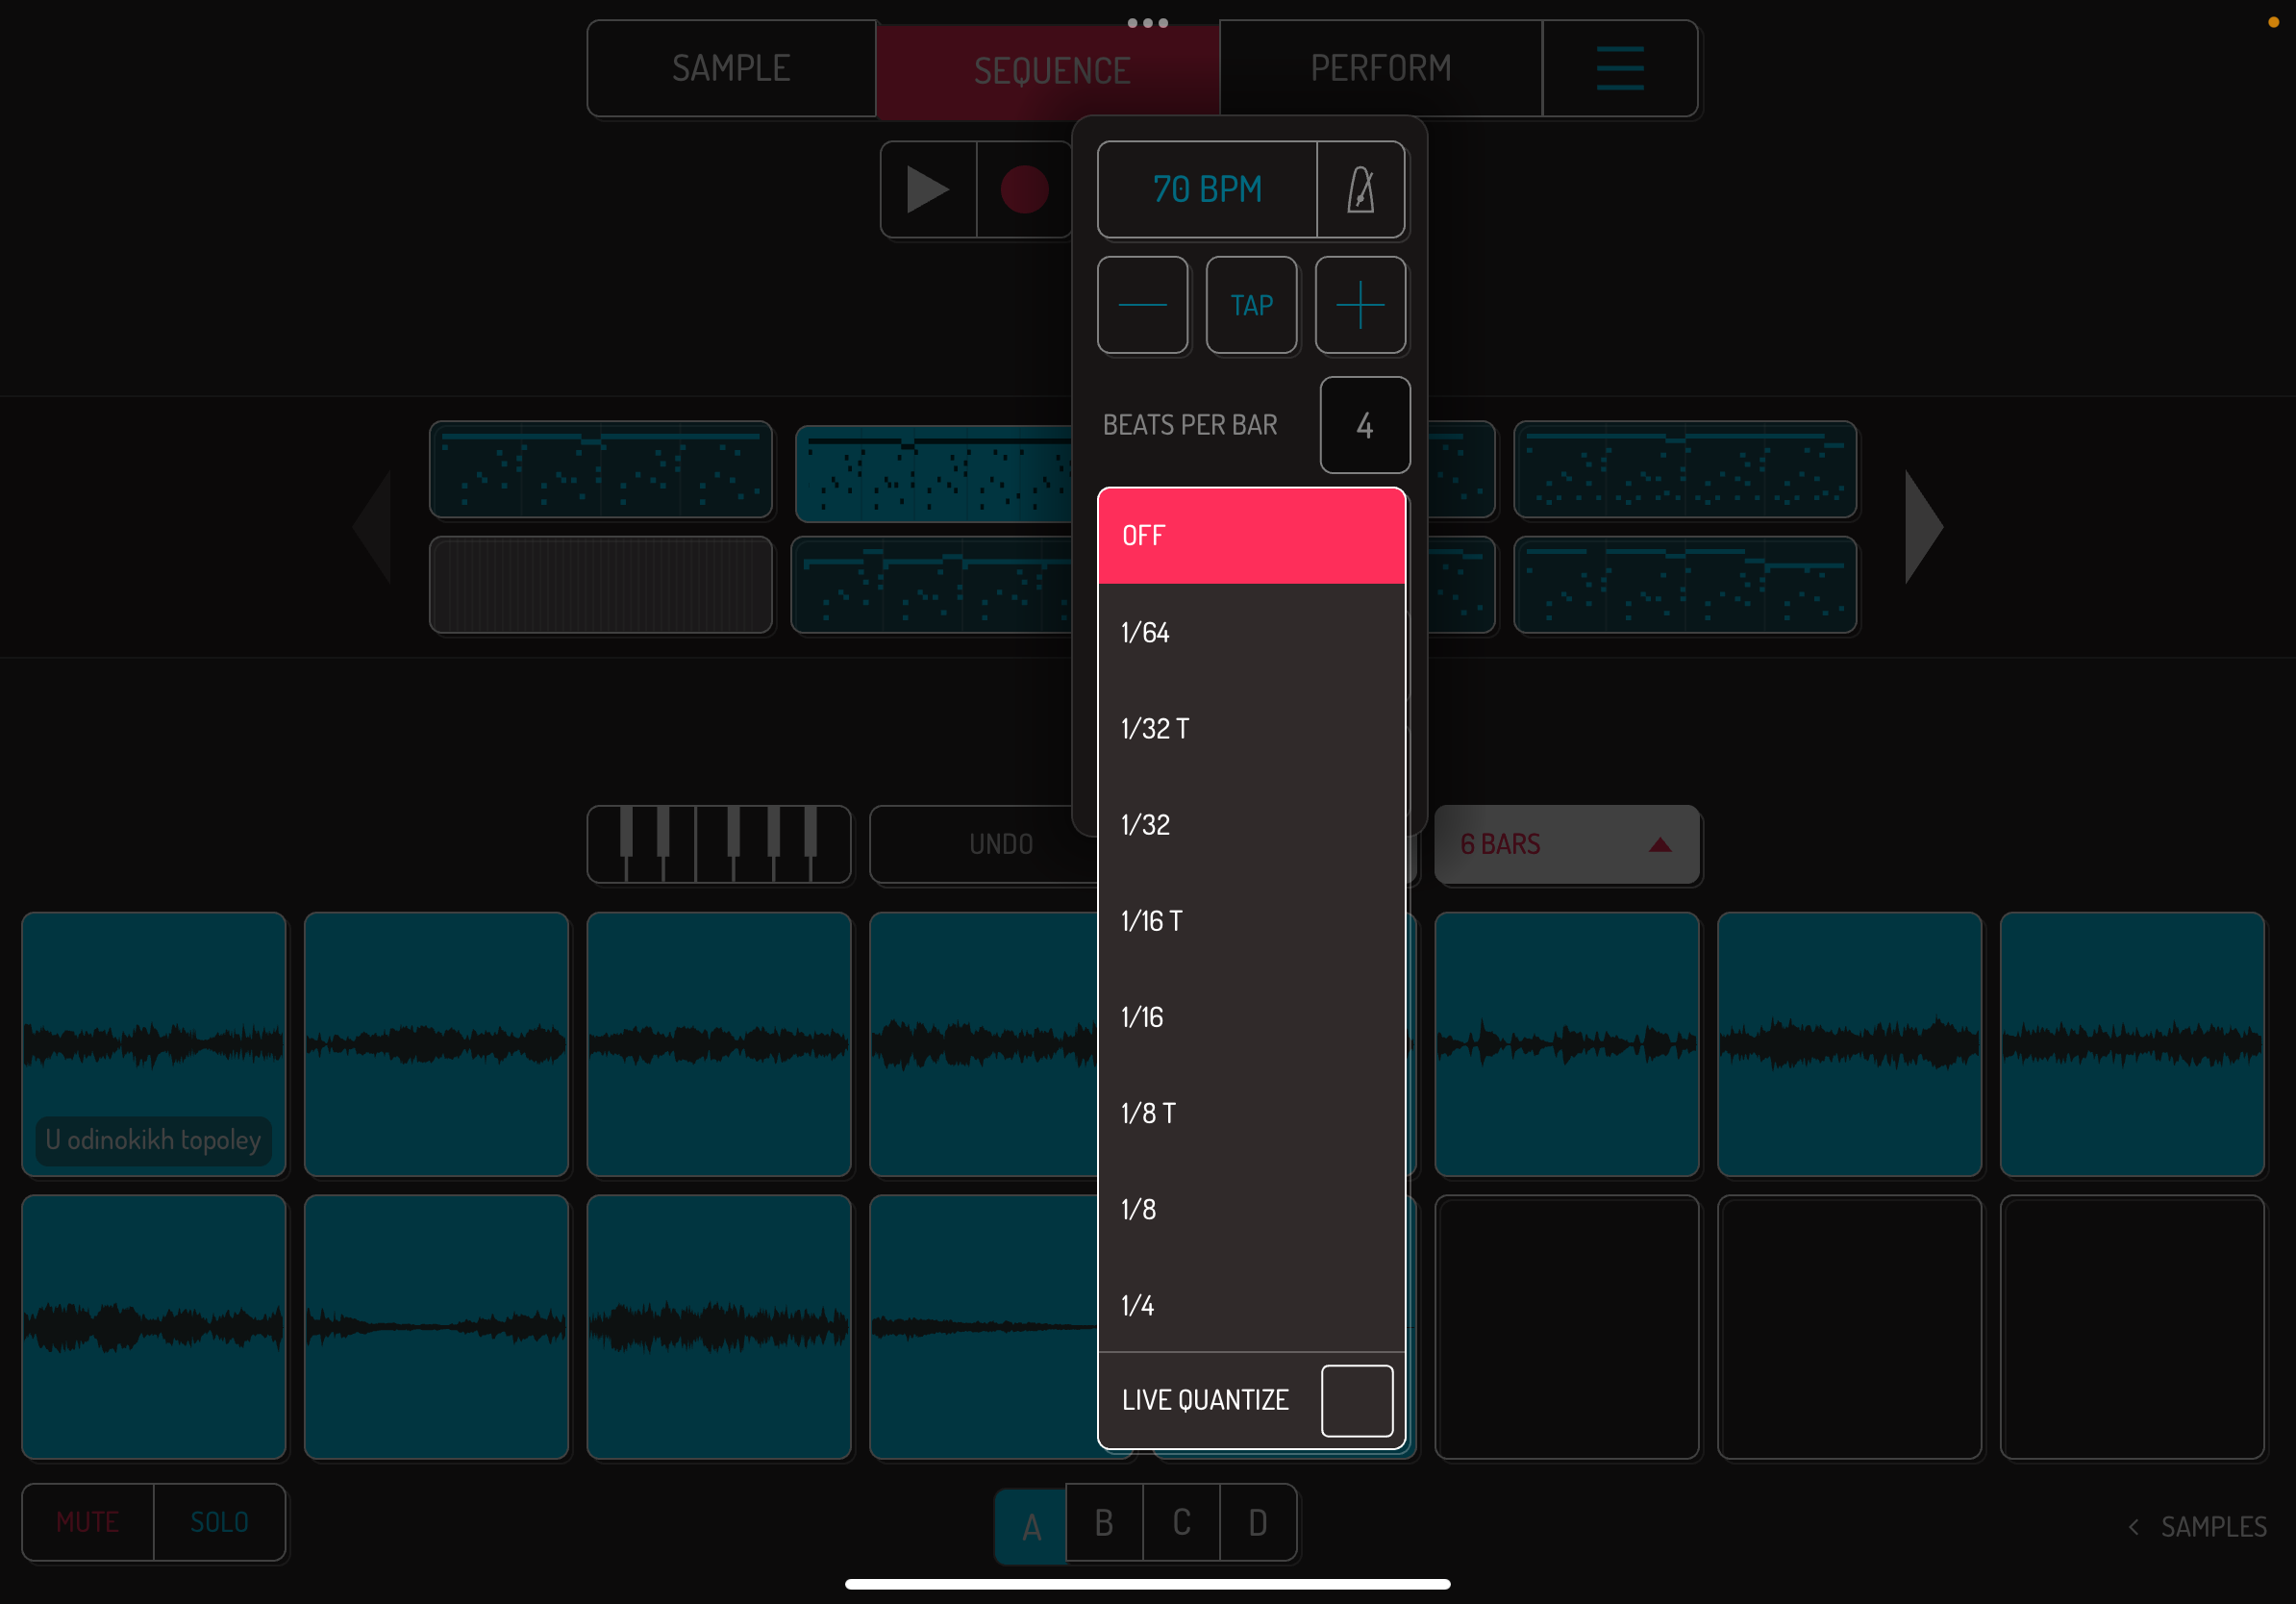 SAMPLE
SEQUENCE
PERFORM
70 BPM
TAP
BEATS PER BAR
4
OFF
1/64
1/32 T
1/32
1/16 T
1/16
1/8 T
1/8
1/4
LIVE QUANTIZE
UNDO
6 BARS
U odinokikh topoley
MUTE
SOLO
A
B
C
D
< SAMPLES